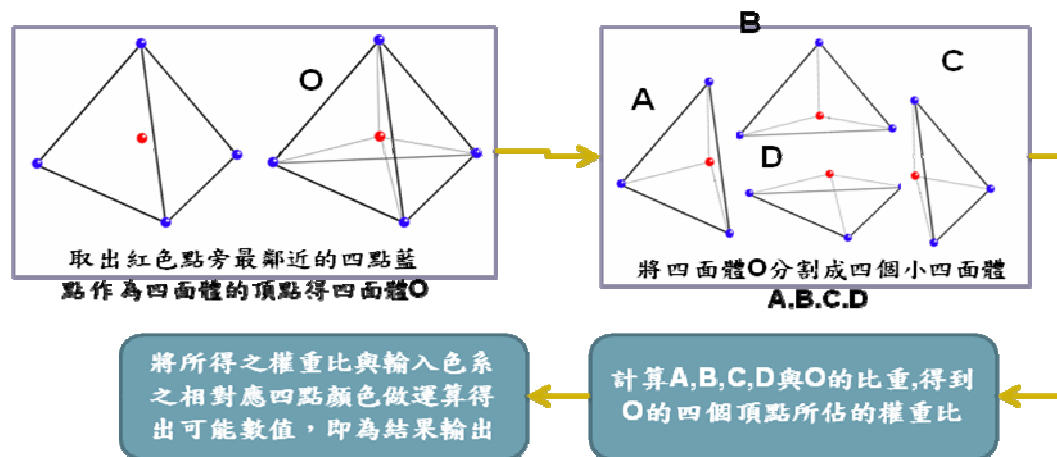 O
取出紅色點旁最鄰近的四點藍
點作為四面體的頂點得四面體O
B
A
C
D
將四面體O分割成四個小四面體
A.B.C.D
計算A,B,C,D與O的比重,得到
O的四個頂點所佔的權重比
將所得之權重比與輸入色系
之相對應四點顏色做運算得
出可能數值，即為結果輸出